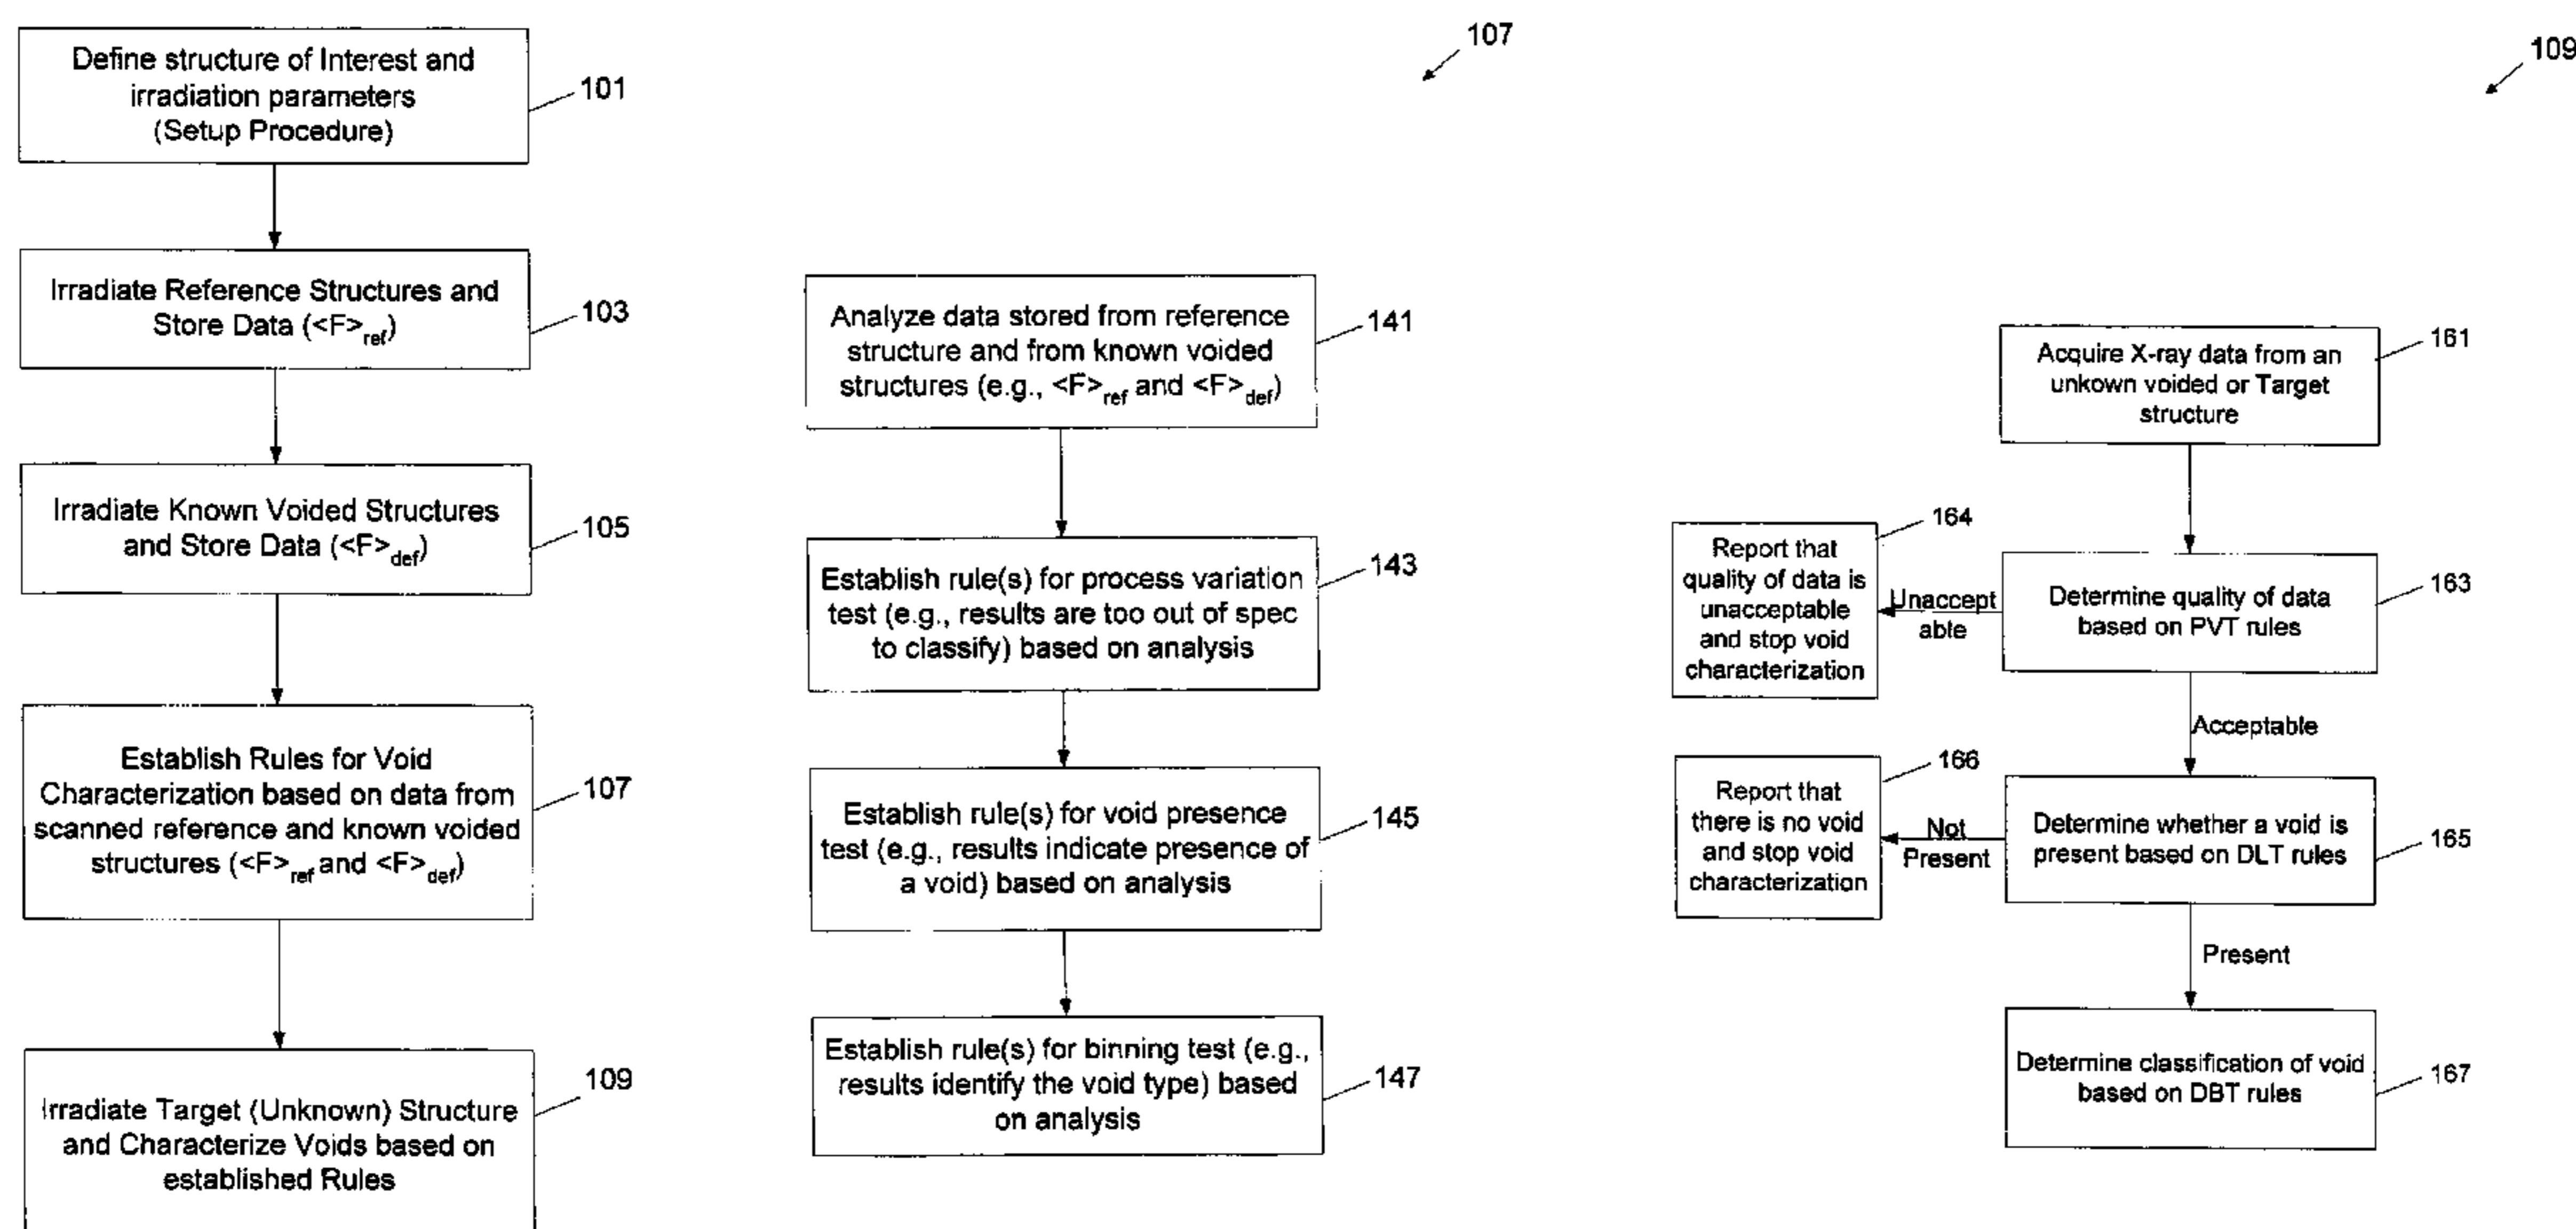 Define structure of Interest and
irradiation parameters
(Setup Procedure)
101
Irradiate Reference Structures and
Store Data (<F>ref)
103
Irradiate Known Voided Structures
and Store Data (<F>def)
105
Establish Rules for Void
Characterization based on data from
scanned reference and known voided
structures (<F>ref and <F>def)
107
Irradiate Target (Unknown) Structure
and Characterize Voids based on
established Rules
109
107
Analyze data stored from reference
structure and from known voided
structures (e.g., <F>ref and <F>def)
141
Establish rule(s) for process variation
test (e.g., results are too out of spec
to classify) based on analysis
143
Establish rule(s) for void presence
test (e.g., results indicate presence of
a void) based on analysis
145
Establish rule(s) for binning test (e.g.,
results identify the void type) based
on analysis
147
109
Acquire X-ray data from an
unkown voided or Target
structure
161
Determine quality of data
based on PVT rules
163
Unaccept
able
Report that
quality of data is
unacceptable
and stop void
characterization
164
Acceptable
Determine whether a void is
present based on DLT rules
165
Not
Present
Report that
there is no void
and stop void
characterization
166
Present
Determine classification of void
based on DBT rules
167